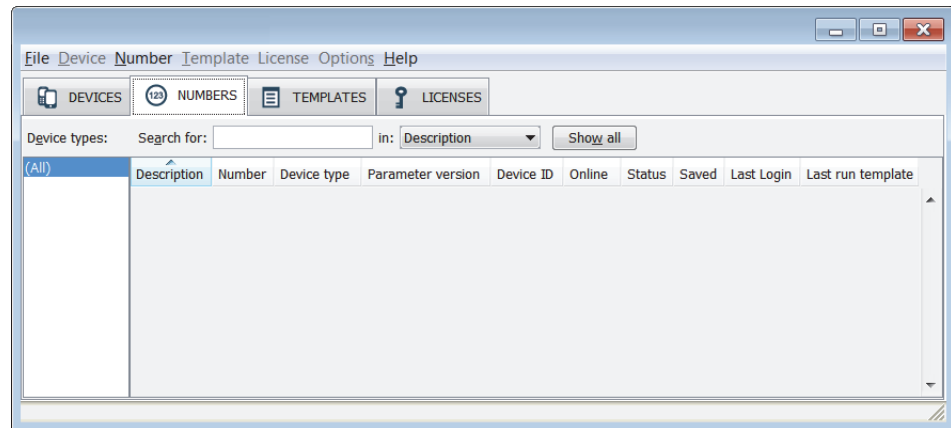 File Device Number Template License Options Help
DEVICES 123 NUMBERS TEMPLATES LICENSES
Device types: Search for: in: Description Show all
(All) Description Number Device type Parameter version Device ID Online Status Saved Last Login Last run template